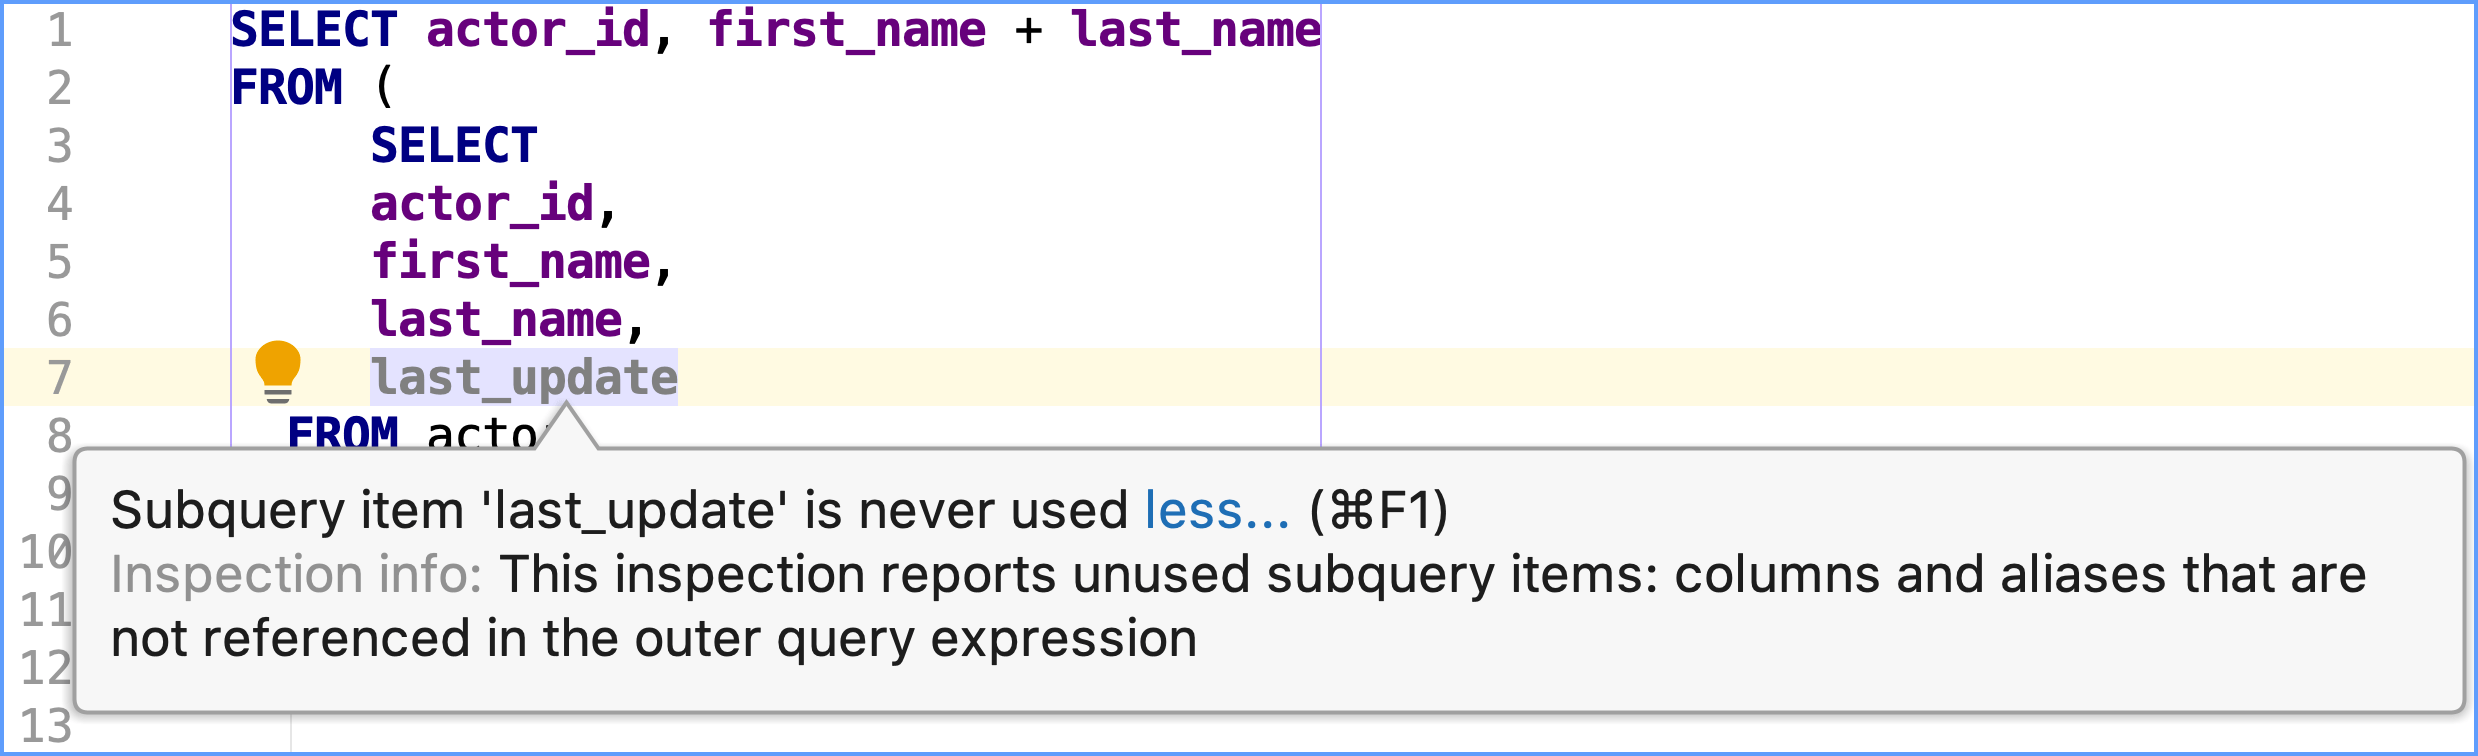 1 SELECT actor_id, first_name + last_name
2 FROM (
3 SELECT
4 actor_id,
5 first_name,
6 last_name,
7 last_update
8 FROM
9
10
11
12
13
Subquery item 'last_update' is never used less... (⌘F1)
Inspection info: This inspection reports unused subquery items: columns and aliases that are
not referenced in the outer query expression